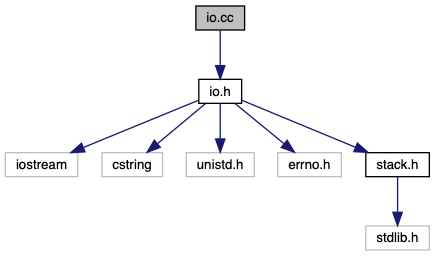 io.cc
io.h
iostream
cstring
unistd.h
errno.h
stack.h
stdlib.h